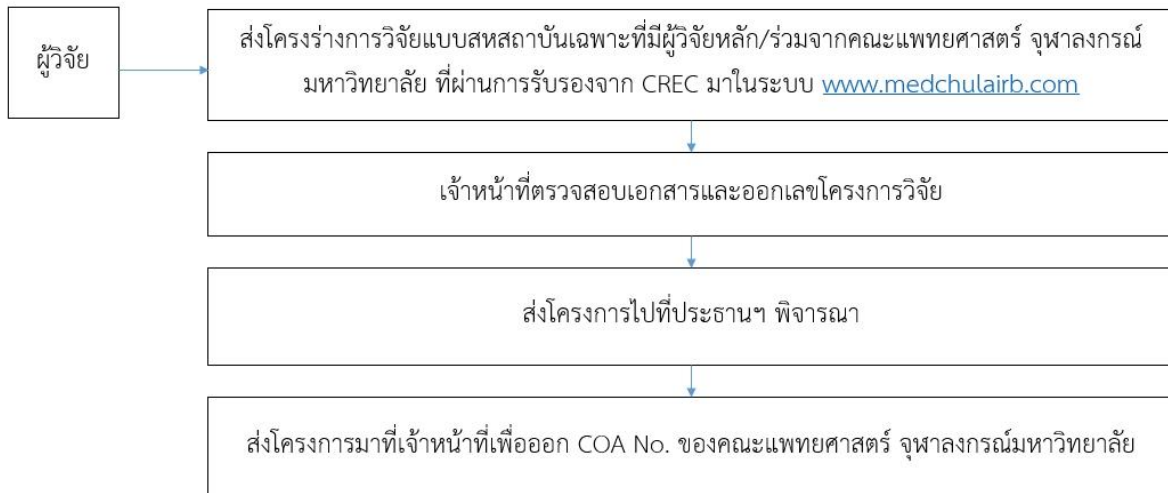 ผู้วิจัย
ส่งโครงร่างการวิจัยแบบสหสถาบันเฉพาะที่มีผู้วิจัยหลัก/ร่วมจากคณะแพทยศาสตร์ จุฬาลงกรณ์
มหาวิทยาลัย ที่ผ่านการรับรองจาก CREC มาในระบบ www.medchulairb.com
เจ้าหน้าที่ตรวจสอบเอกสารและออกเลขโครงการวิจัย
ส่งโครงการไปที่ประธานฯ พิจารณา
ส่งโครงการมาที่เจ้าหน้าที่เพื่อออก COA No. ของคณะแพทยศาสตร์ จุฬาลงกรณ์มหาวิทยาลัย